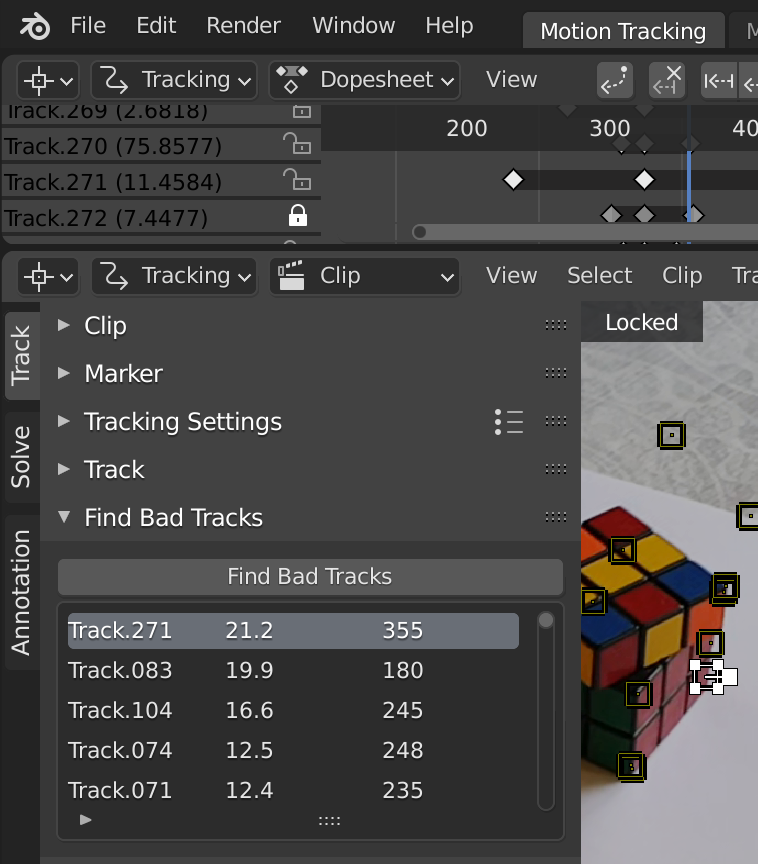 File Edit Render Window Help Motion Tracking
Tracking Dopesheet View
Track.269 (2.6818)
200 300 40
Track.270 (75.8577)
Track.271 (11.4584)
Track.272 (7.4477)
Tracking Clip View Select Clip Tra
Track
Solve
Annotation
Clip
Locked
Marker
Tracking Settings
Track
Find Bad Tracks
Find Bad Tracks
Track.271 21.2 355
Track.083 19.9 180
Track.104 16.6 245
Track.074 12.5 248
Track.071 12.4 235